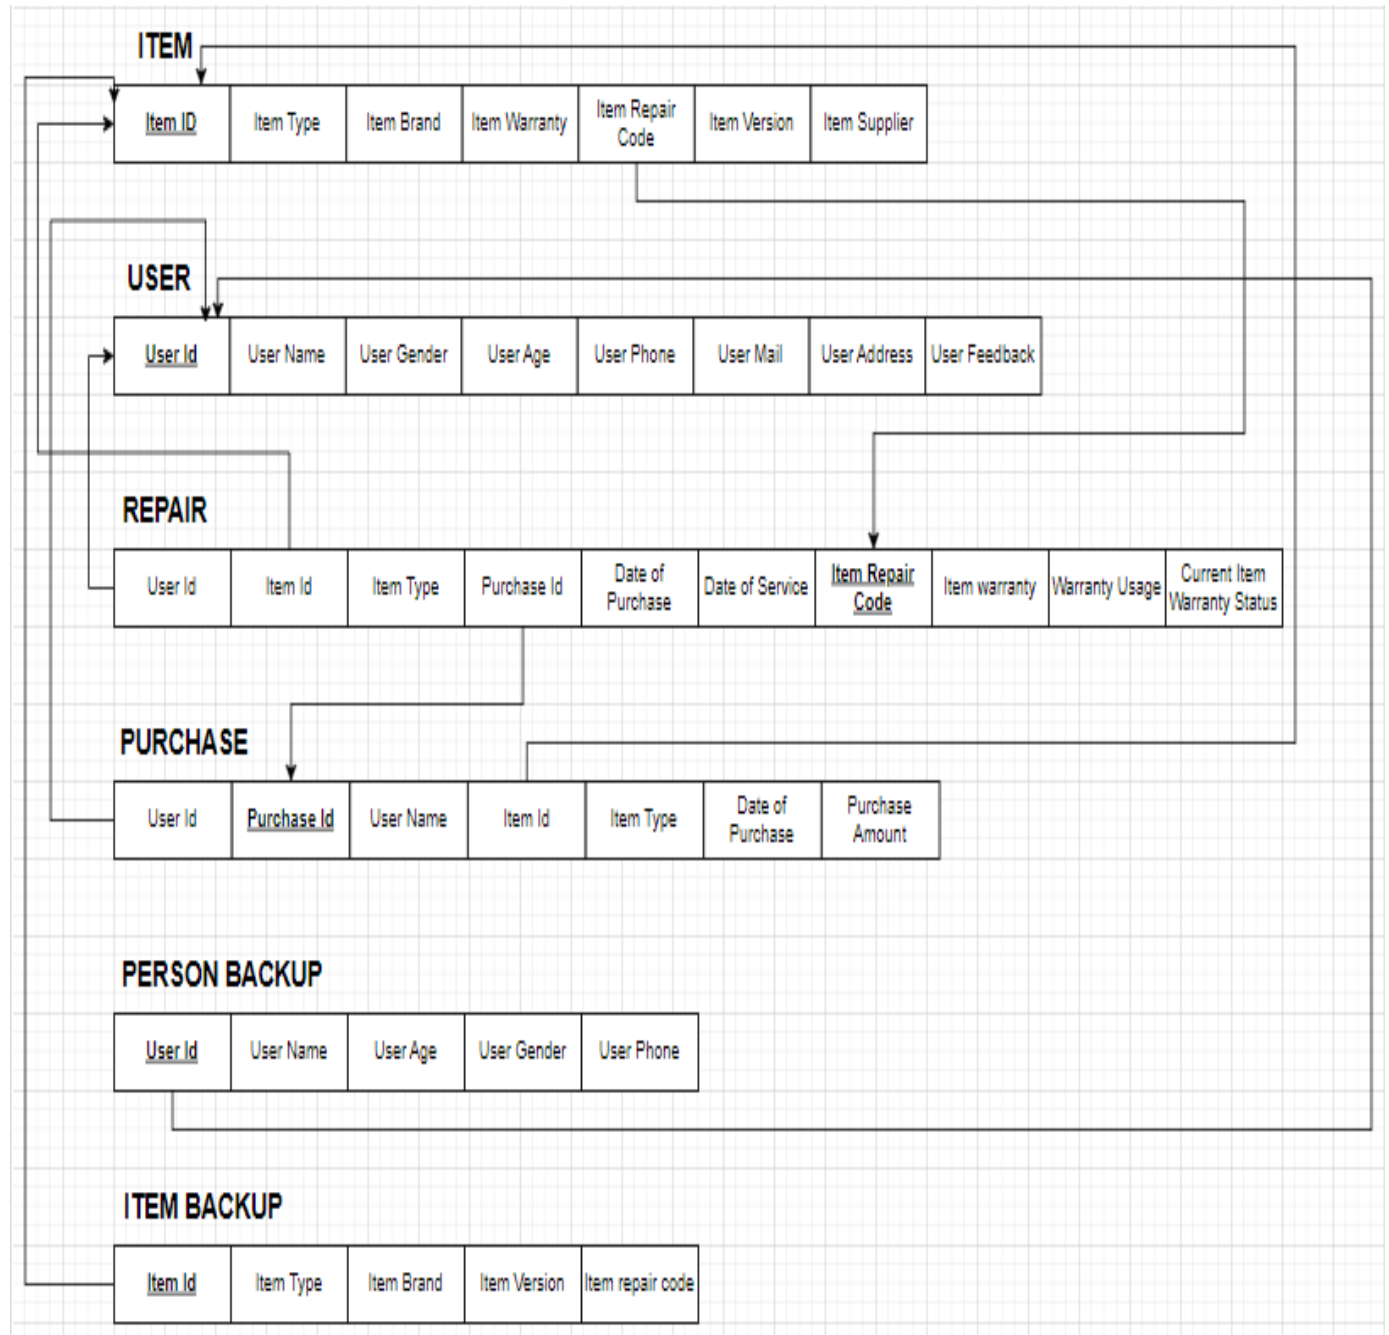 ITEM
Item ID
Item Type
Item Brand
Item Warranty
Item Repair
Code
Item Version
Item Supplier
USER
User Id
User Name
User Gender
User Age
User Phone
User Mail
User Address
User Feedback
REPAIR
User Id
Item Id
Item Type
Purchase Id
Date of
Purchase
Date of Service
Item Repair
Code
Item warranty
Warranty Usage
Current Item
Warranty Status
PURCHASE
User Id
Purchase Id
User Name
Item Id
Item Type
Date of
Purchase
Purchase
Amount
PERSON BACKUP
User Id
User Name
User Age
User Gender
User Phone
ITEM BACKUP
Item Id
Item Type
Item Brand
Item Version
Item repair code